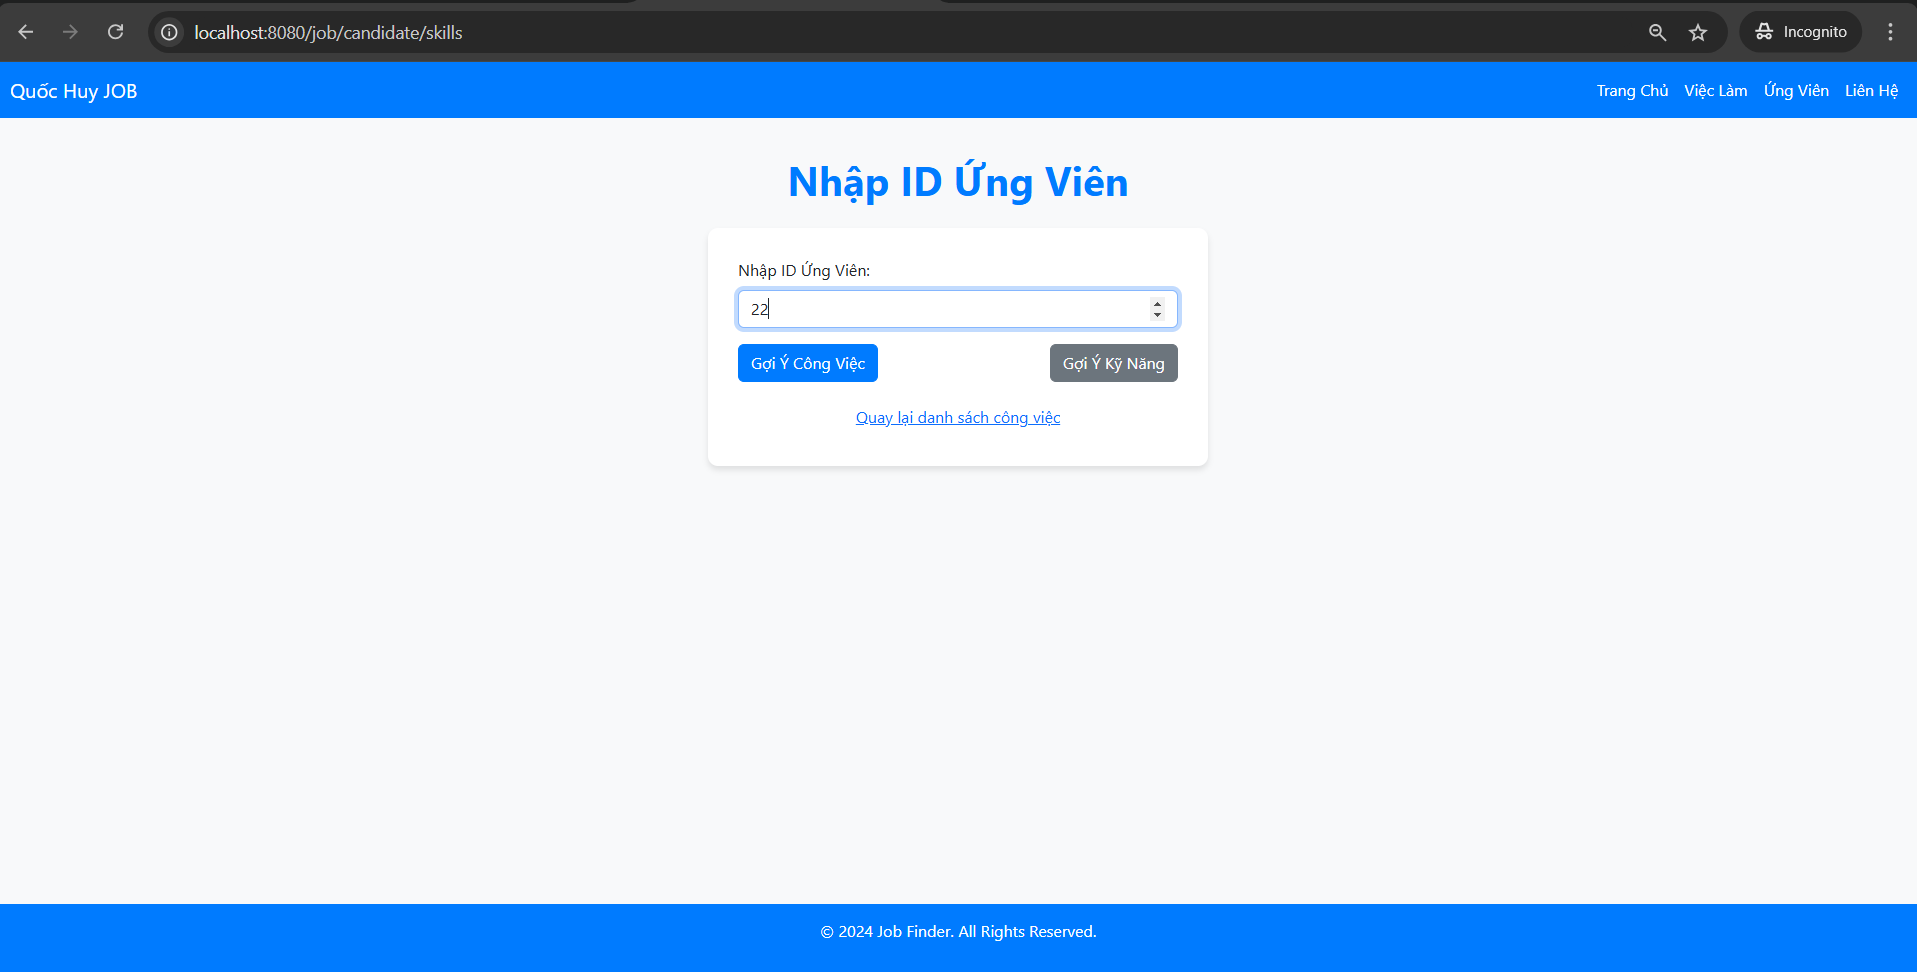 localhost:8080/job/candidate/skills
Incognito
Quốc Huy JOB
Trang Chủ Việc Làm Ứng Viên Liên Hệ
Nhập ID Ứng Viên
Nhập ID Ứng Viên:
22
Gợi Ý Công Việc Gợi Ý Kỹ Năng
Quay lại danh sách công việc
© 2024 Job Finder. All Rights Reserved.